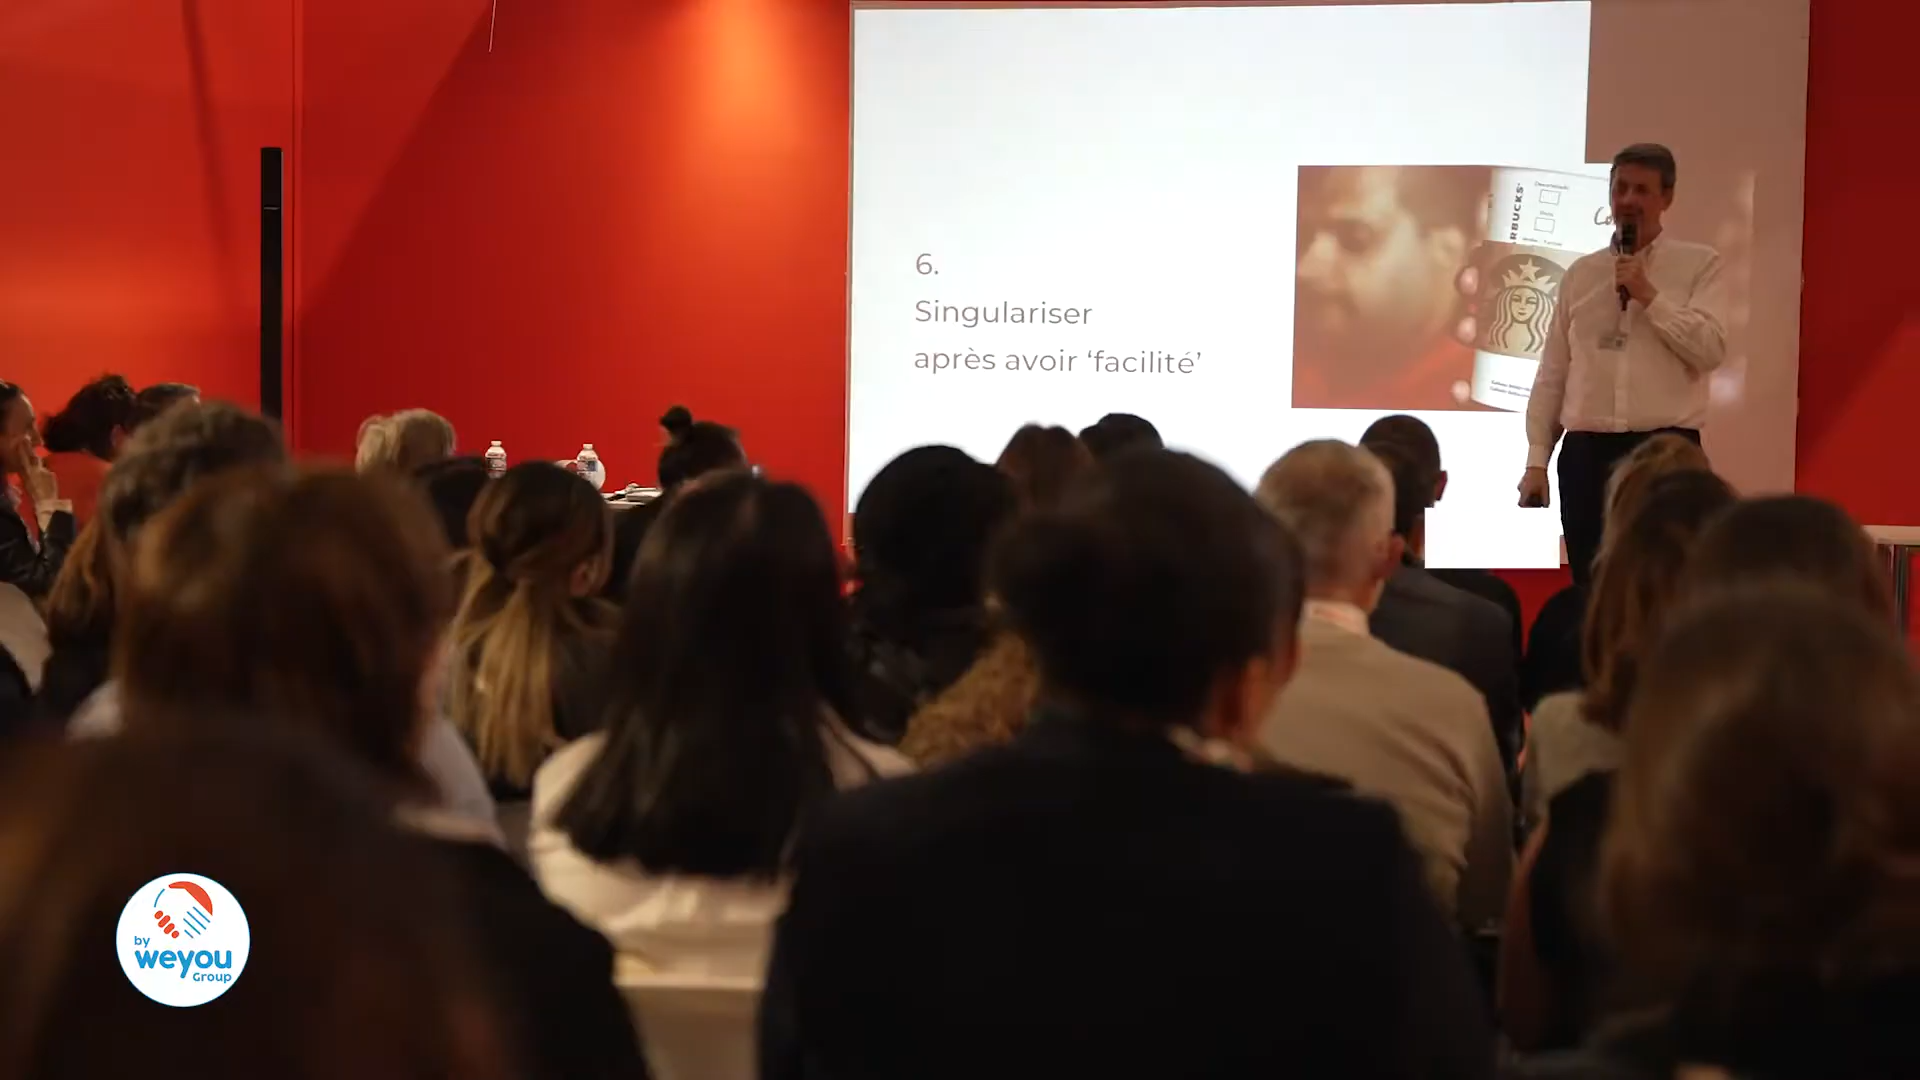 6.
Singulariser
après avoir ‘facilité’
by
weyou
Group